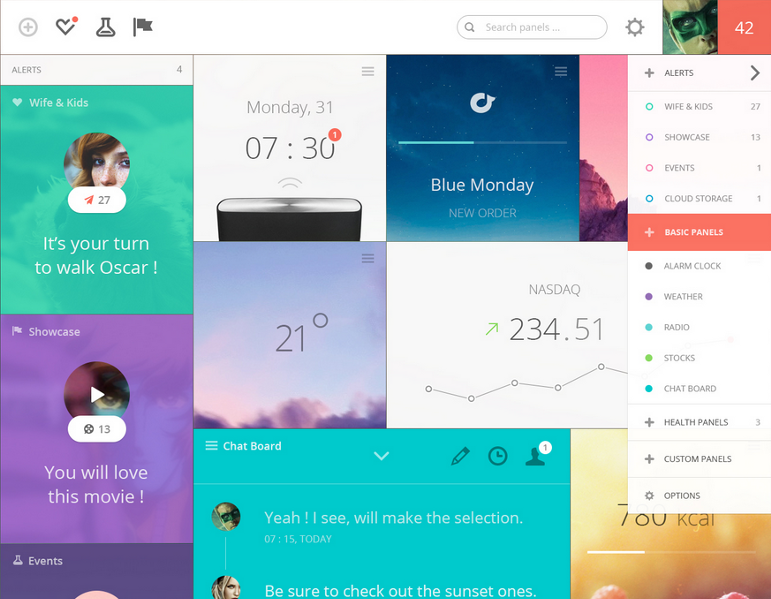 Search panels ...
42
ALERTS 4
Wife & Kids
27
It's your turn
to walk Oscar !
Showcase
13
You will love
this movie !
Events
Monday, 31
07 : 30
1
Blue Monday
NEW ORDER
21°
NASDAQ
234.51
Chat Board
1
Yeah ! I see, will make the selection.
07 : 15, TODAY
Be sure to check out the sunset ones.
780 kcal
ALERTS
WIFE & KIDS 27
SHOWCASE 13
EVENTS 1
CLOUD STORAGE 1
BASIC PANELS
ALARM CLOCK
WEATHER
RADIO
STOCKS
CHAT BOARD
HEALTH PANELS 3
CUSTOM PANELS
OPTIONS